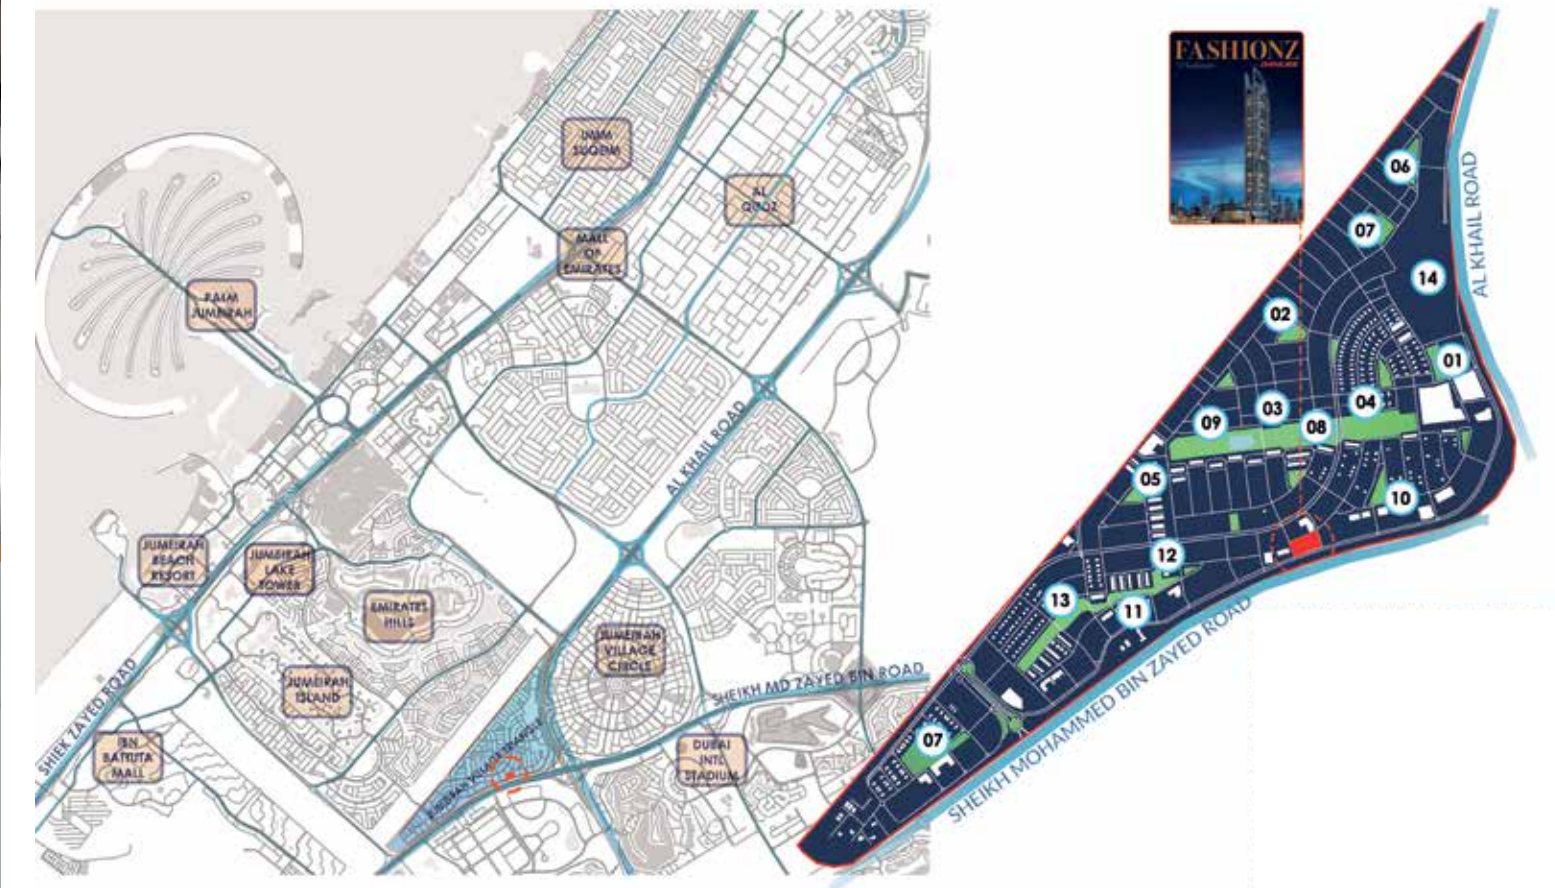 UMM
SUQEIM
AL
QUOZ
MALL
OF
EMIRATES
PALM
JUMEIRAH
AL KHAIL ROAD
JUMEIRAH
BEACH
RESORT
JUMEIRAH
LAKE
TOWER
EMIRATES
HILLS
JUMEIRAH
VILLAGE
CIRCLE
JUMEIRAH
ISLAND
SHEIKH MD ZAYED BIN ROAD
SHIEK ZAYED ROAD
IBN
BATTUTA
MALL
DUBAI
INTL
STADIUM
JUMEIRAH VILLAGE TRIANGLE
FASHIONZ
06
07
14
AL KHAIL ROAD
02
01
03
04
09
08
05
10
12
13
11
07
SHEIKH MOHAMMED BIN ZAYED ROAD